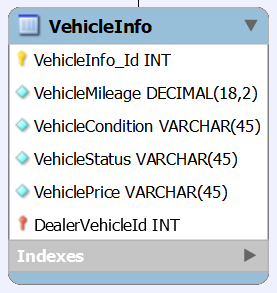 VehicleInfo
VehicleInfo_Id INT
VehicleMileage DECIMAL(18,2)
VehicleCondition VARCHAR(45)
VehicleStatus VARCHAR(45)
VehiclePrice VARCHAR(45)
DealerVehicleId INT
Indexes